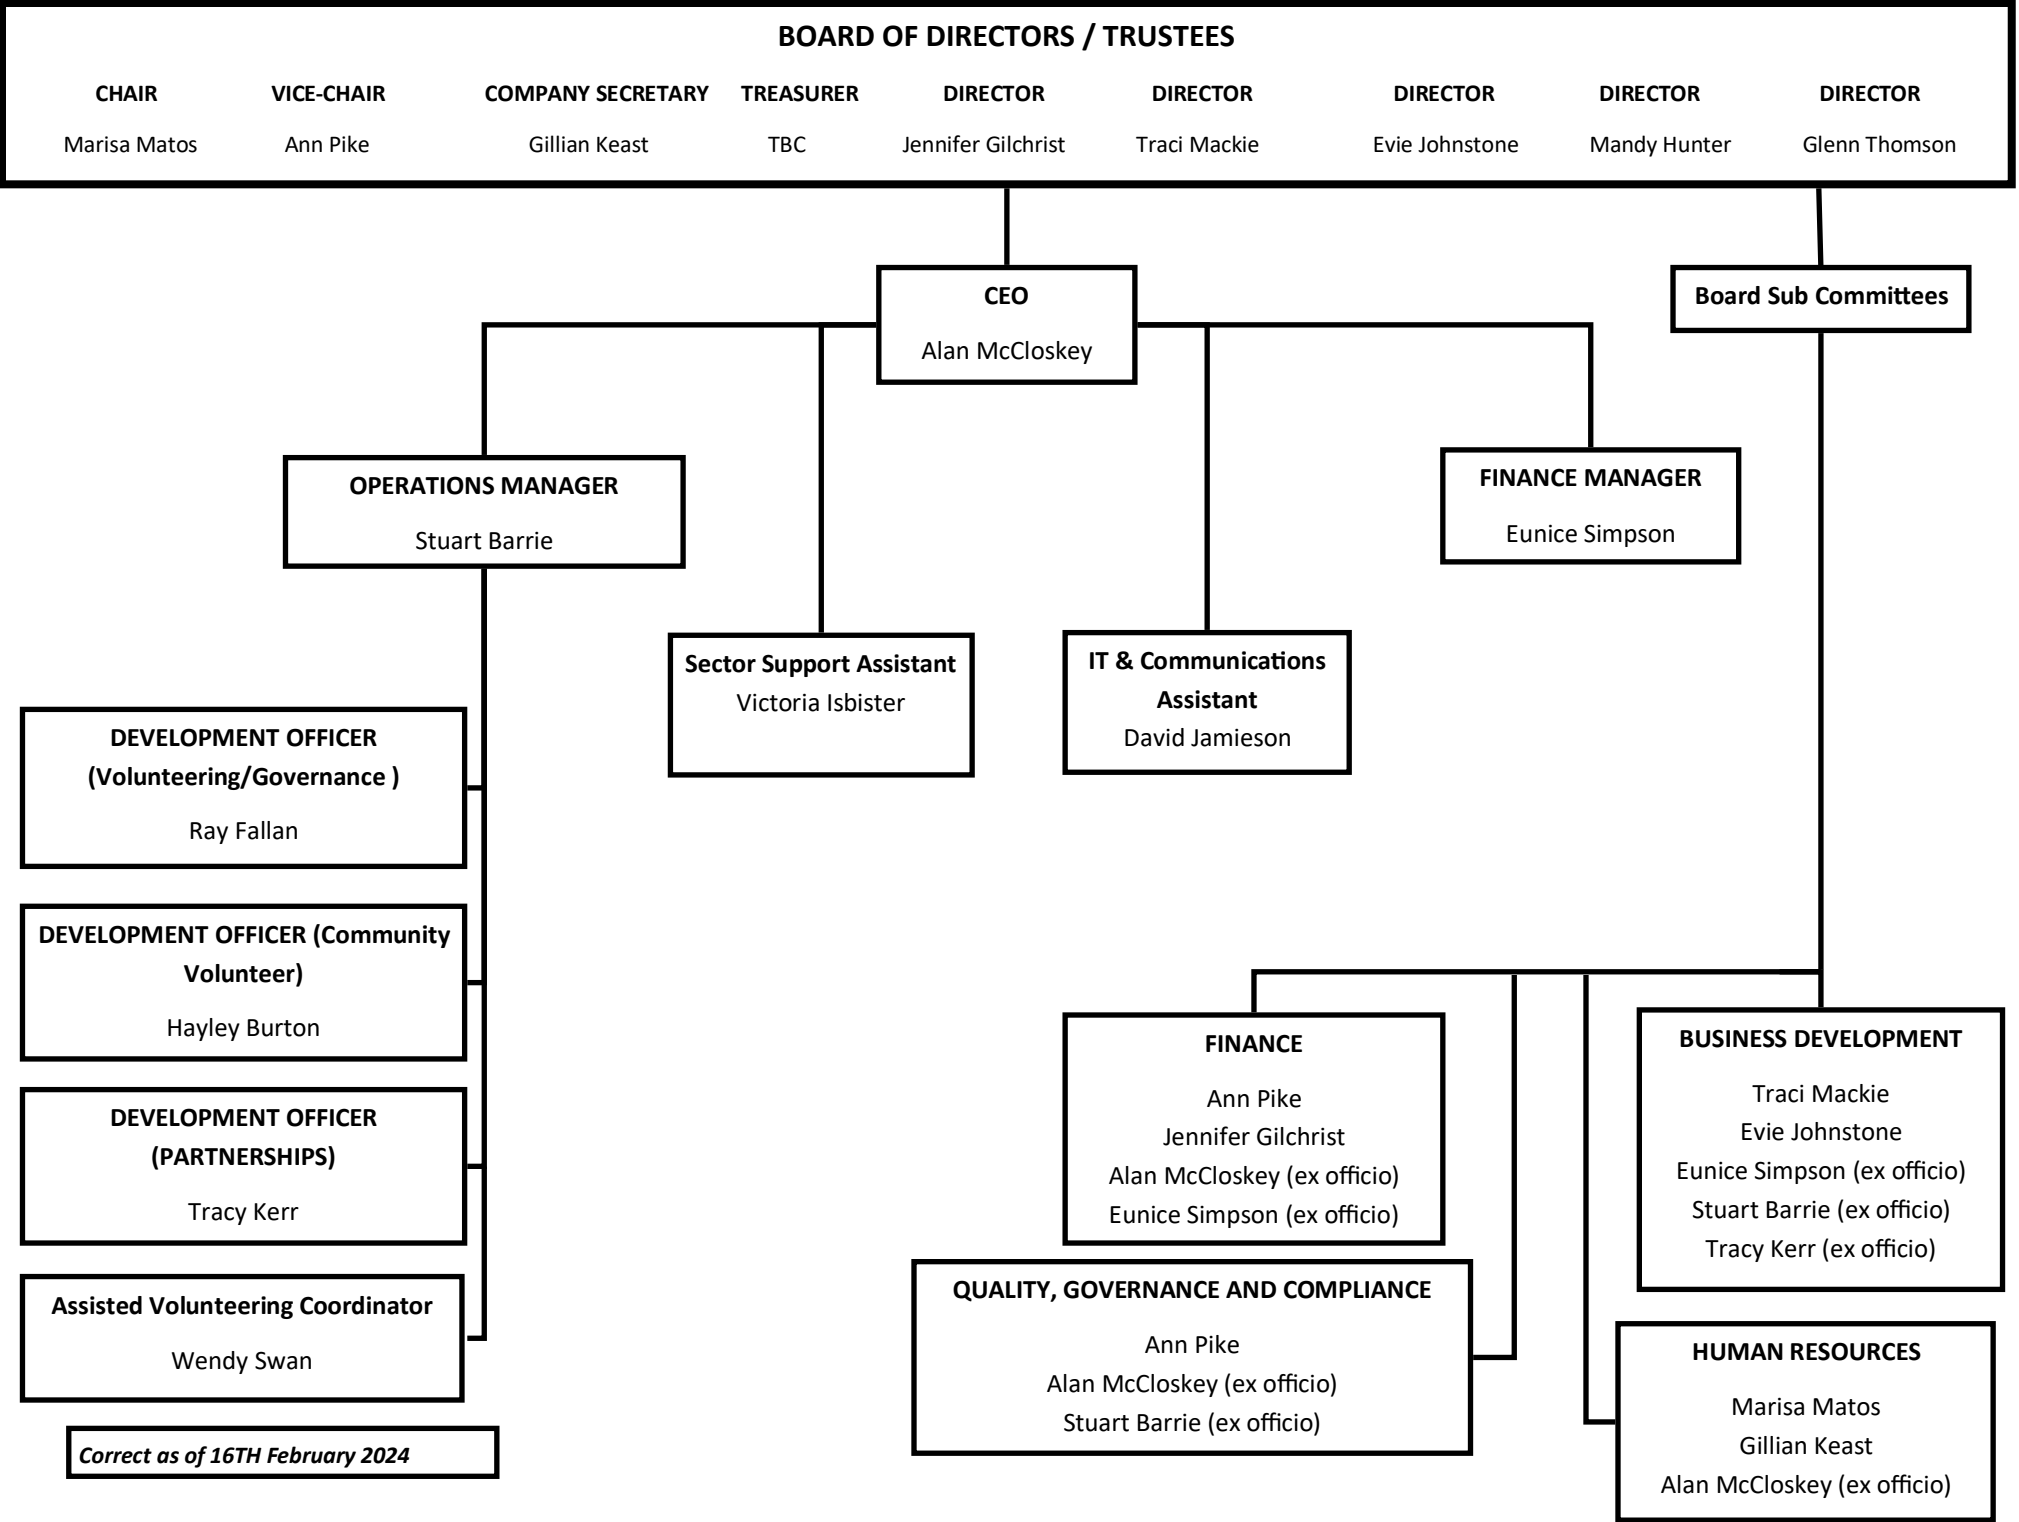 BOARD OF DIRECTORS / TRUSTEES
CHAIR VICE-CHAIR COMPANY SECRETARY TREASURER DIRECTOR DIRECTOR DIRECTOR DIRECTOR DIRECTOR
Marisa Matos Ann Pike Gillian Keast TBC Jennifer Gilchrist Traci Mackie Evie Johnstone Mandy Hunter Glenn Thomson
CEO
Alan McCloskey
Board Sub Committees
OPERATIONS MANAGER
Stuart Barrie
FINANCE MANAGER
Eunice Simpson
Sector Support Assistant
Victoria Isbister
IT & Communications
Assistant
David Jamieson
DEVELOPMENT OFFICER
(Volunteering/Governance )
Ray Fallan
DEVELOPMENT OFFICER (Community
Volunteer)
Hayley Burton
DEVELOPMENT OFFICER
(PARTNERSHIPS)
Tracy Kerr
Assisted Volunteering Coordinator
Wendy Swan
Correct as of 16TH February 2024
FINANCE
Ann Pike
Jennifer Gilchrist
Alan McCloskey (ex officio)
Eunice Simpson (ex officio)
BUSINESS DEVELOPMENT
Traci Mackie
Evie Johnstone
Eunice Simpson (ex officio)
Stuart Barrie (ex officio)
Tracy Kerr (ex officio)
QUALITY, GOVERNANCE AND COMPLIANCE
Ann Pike
Alan McCloskey (ex officio)
Stuart Barrie (ex officio)
HUMAN RESOURCES
Marisa Matos
Gillian Keast
Alan McCloskey (ex officio)